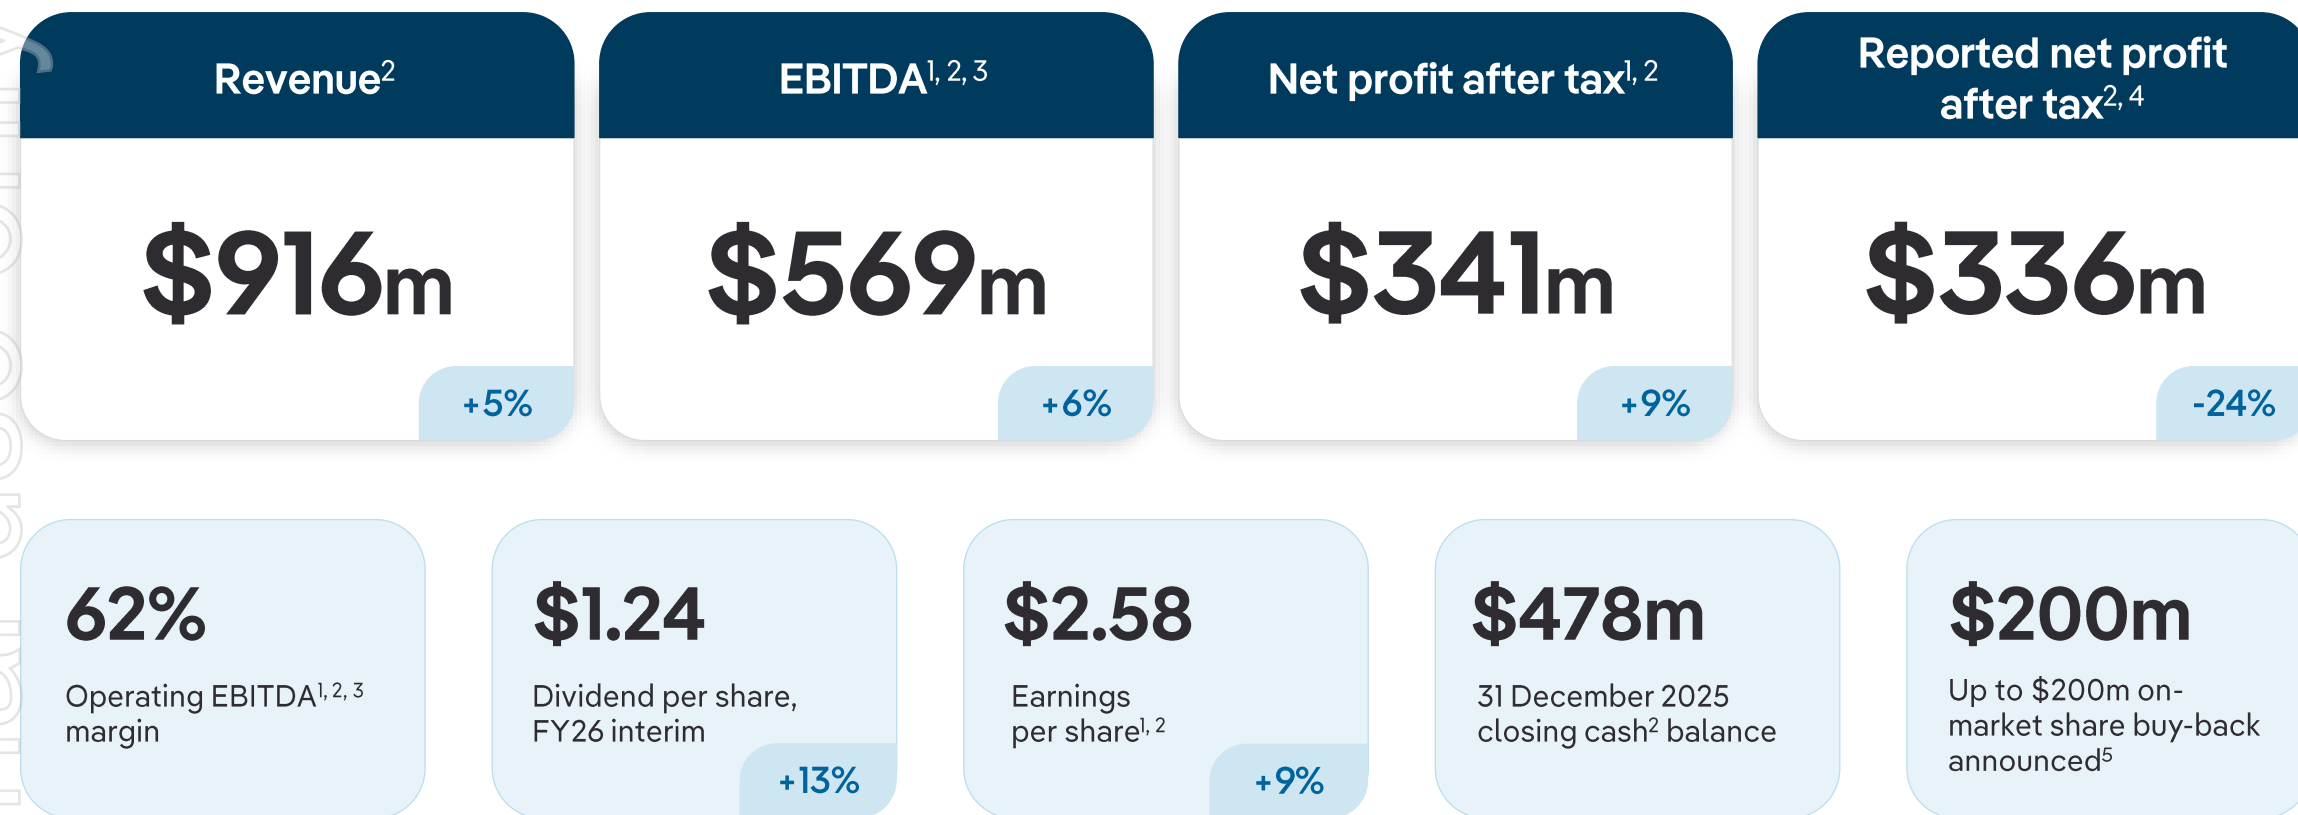 Revenue2
EBITDA1, 2, 3
Net profit after tax1, 2
Reported net profit
after tax2, 4
$916m
$569m
$341m
$336m
+5%
+6%
+9%
-24%
62%
Operating EBITDA1, 2, 3
margin
$1.24
Dividend per share,
FY26 interim
+13%
$2.58
Earnings
per share1, 2
+9%
$478m
31 December 2025
closing cash2 balance
$200m
Up to $200m on-
market share buy-back
announced5